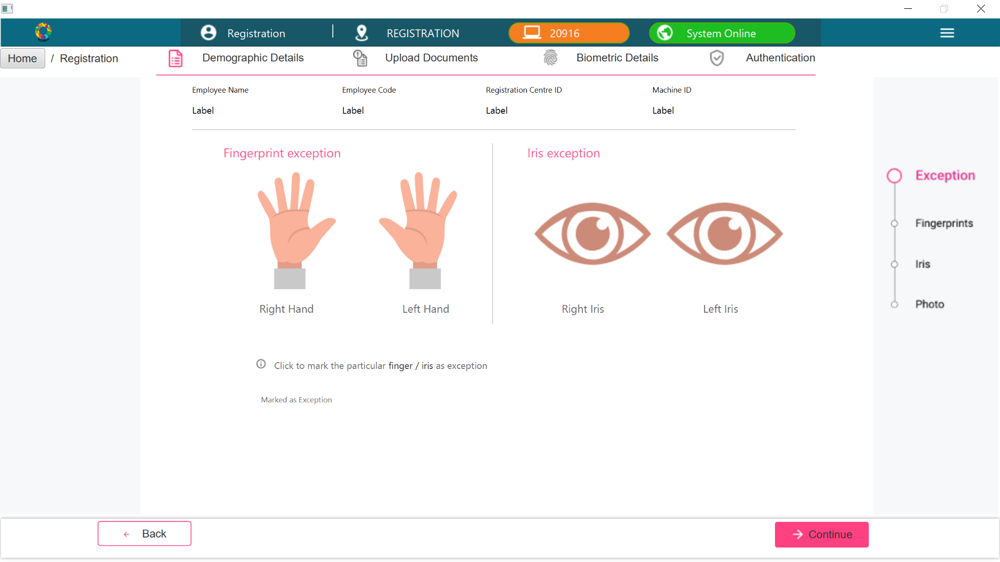 Registration | REGISTRATION 20916 System Online
Home / Registration Demographic Details Upload Documents Biometric Details Authentication
Employee Name Employee Code Registration Centre ID Machine ID
Label Label Label Label
Fingerprint exception Iris exception
Exception
Fingerprints
Iris
Photo
Right Hand Left Hand Right Iris Left Iris
Click to mark the particular finger / iris as exception
Marked as Exception
Back Continue